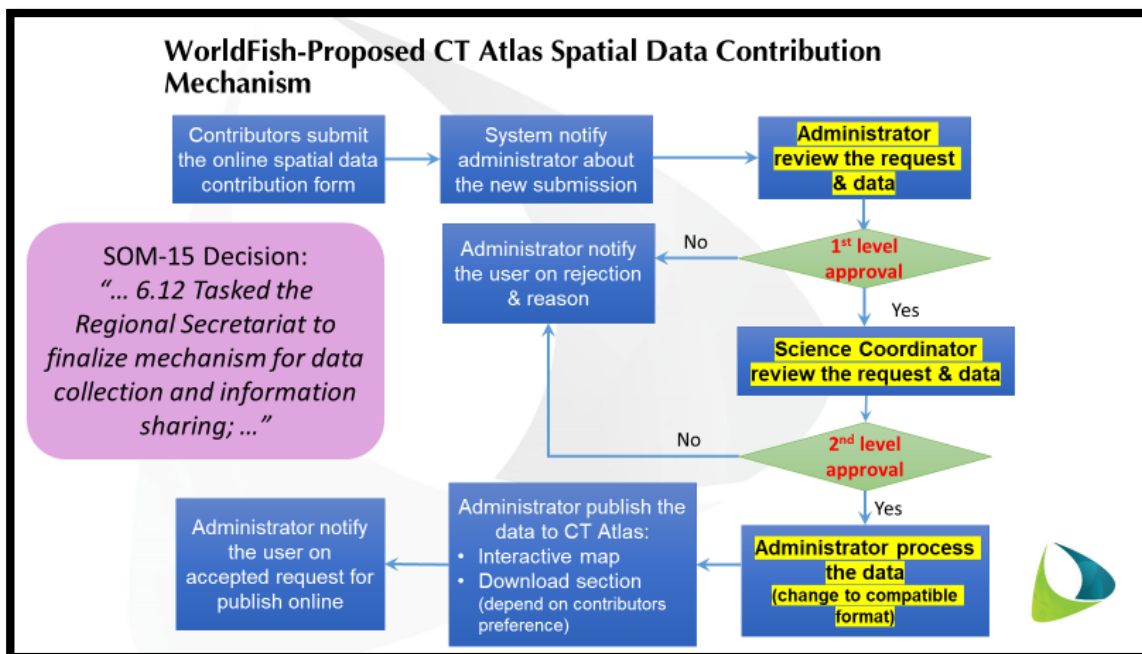 WorldFish-Proposed CT Atlas Spatial Data Contribution
Mechanism
Contributors submit
the online spatial data
contribution form
System notify
administrator about
the new submission
Administrator
review the request
& data
SOM-15 Decision:
“... 6.12 Tasked the
Regional Secretariat to
finalize mechanism for data
collection and information
sharing; ...”
Administrator notify
the user on rejection
& reason
No
1st level
approval
Yes
Science Coordinator
review the request & data
No
2nd level
approval
Yes
Administrator process
the data
(change to compatible
format)
Administrator publish the
data to CT Atlas:
• Interactive map
• Download section
(depend on contributors
preference)
Administrator notify
the user on
accepted request for
publish online